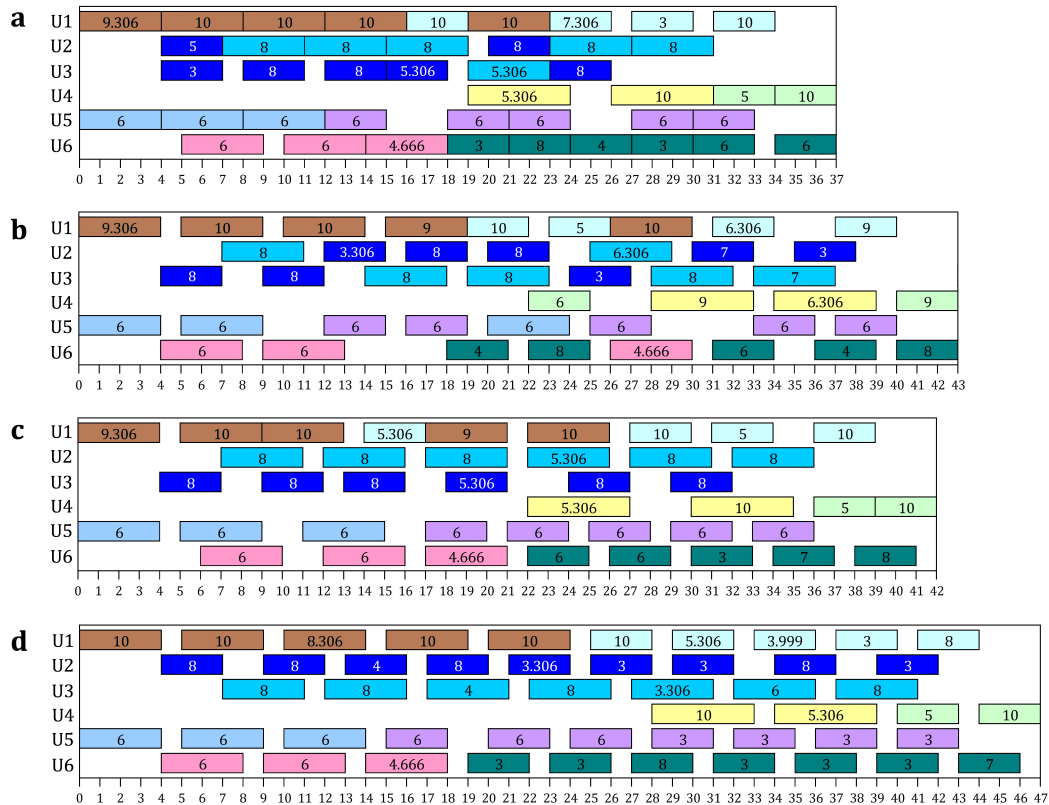 a
U1 9.306 10 10 10 10 10 7.306 3 10
U2 5 8 8 8 8 8 8
U3 3 8 8 5.306 5.306 8
U4 5.306 10 5 10
U5 6 6 6 6 6 6 6 6
U6 6 6 4.666 3 8 4 3 6 6
0 1 2 3 4 5 6 7 8 9 10 11 12 13 14 15 16 17 18 19 20 21 22 23 24 25 26 27 28 29 30 31 32 33 34 35 36 37
b
U1 9.306 10 10 9 10 5 10 6.306 9
U2 8 3.306 8 8 6.306 7 3
U3 8 8 8 8 3 8 7
U4 6 9 6.306 9
U5 6 6 6 6 6 6 6 6
U6 6 6 4 8 4.666 6 4 8
0 1 2 3 4 5 6 7 8 9 10 11 12 13 14 15 16 17 18 19 20 21 22 23 24 25 26 27 28 29 30 31 32 33 34 35 36 37 38 39 40 41 42 43
c
U1 9.306 10 10 5.306 9 10 10 5 10
U2 8 8 8 5.306 8 8
U3 8 8 8 5.306 8 8
U4 5.306 10 5 10
U5 6 6 6 6 6 6 6 6
U6 6 6 4.666 6 6 3 7 8
0 1 2 3 4 5 6 7 8 9 10 11 12 13 14 15 16 17 18 19 20 21 22 23 24 25 26 27 28 29 30 31 32 33 34 35 36 37 38 39 40 41 42
d
U1 10 10 8.306 10 10 10 5.306 3.999 3 8
U2 8 8 4 8 3.306 3 3 8 3
U3 8 8 4 8 3.306 6 8
U4 10 5.306 5 10
U5 6 6 6 6 6 6 3 3 3 3
U6 6 6 4.666 3 3 8 3 3 3 7
0 1 2 3 4 5 6 7 8 9 10 11 12 13 14 15 16 17 18 19 20 21 22 23 24 25 26 27 28 29 30 31 32 33 34 35 36 37 38 39 40 41 42 43 44 45 46 47